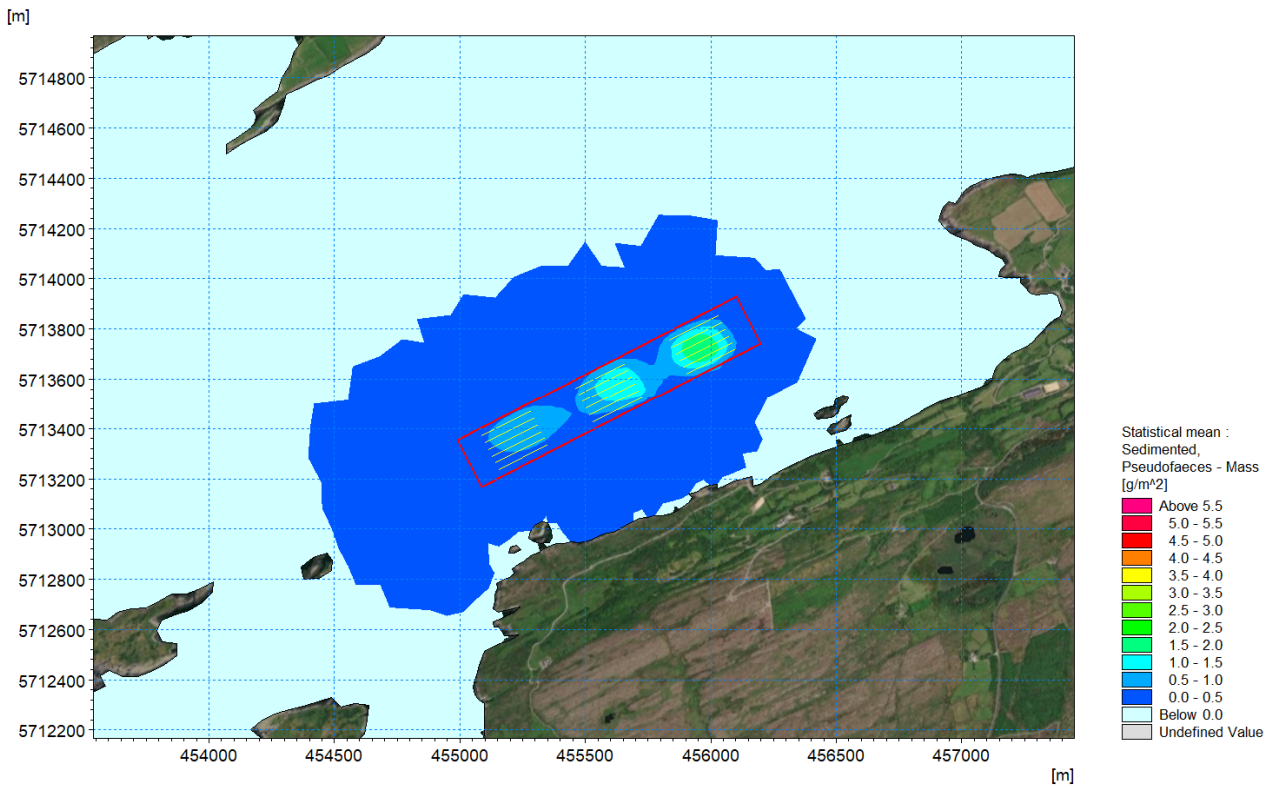 [m]
5714800
5714600
5714400
5714200
5714000
5713800
5713600
5713400
5713200
5713000
5712800
5712600
5712400
5712200
454000 454500 455000 455500 456000 456500 457000
[m]
Statistical mean :
Sedimented,
Pseudofaeces - Mass
[g/m^2]
Above 5.5
5.0 - 5.5
4.5 - 5.0
4.0 - 4.5
3.5 - 4.0
3.0 - 3.5
2.5 - 3.0
2.0 - 2.5
1.5 - 2.0
1.0 - 1.5
0.5 - 1.0
0.0 - 0.5
Below 0.0
Undefined Value